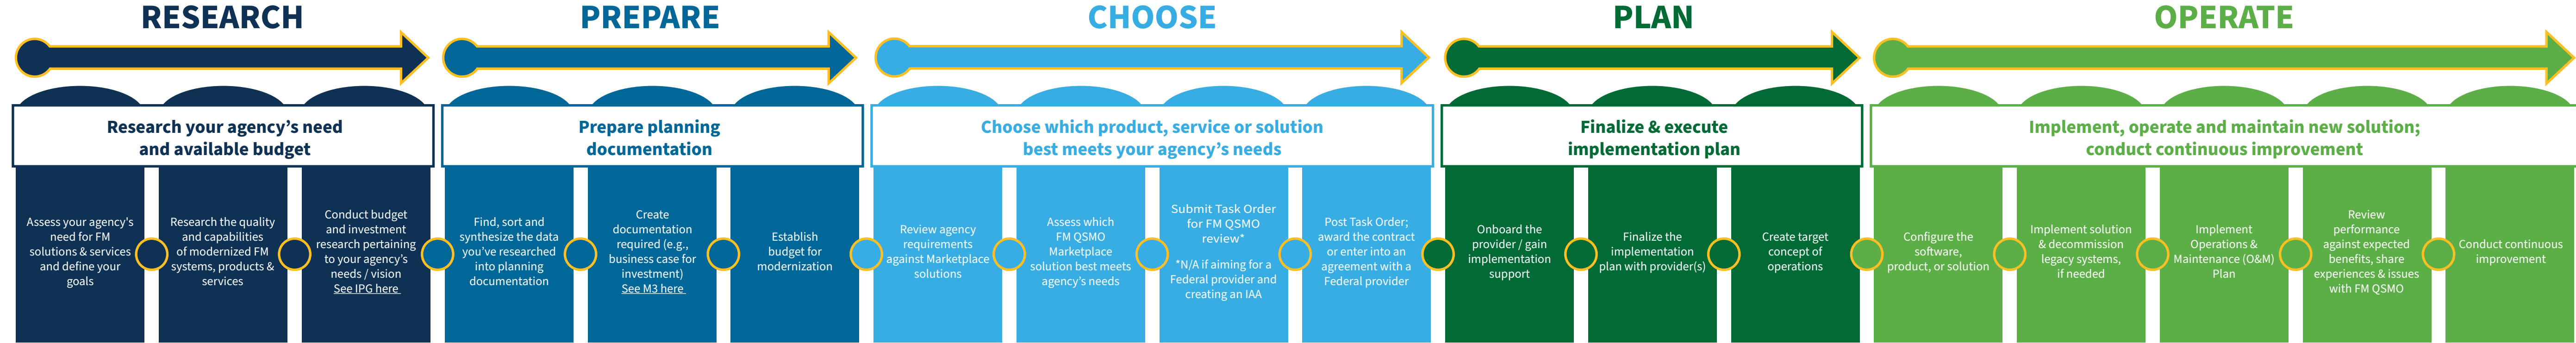 RESEARCH
Research your agency's need
and available budget
Assess your agency's
need for FM
solutions & services
and define your
goals
Research the quality
and capabilities
of modernized FM
systems, products &
services
Conduct budget
and investment
research pertaining
to your agency's
needs / vision
See IPG here
PREPARE
Prepare planning
documentation
Find, sort and
synthesize the data
you've researched
into planning
documentation
Create
documentation
required (e.g.,
business case for
investment)
See M3 here
Establish
budget for
modernization
CHOOSE
Choose which product, service or solution
best meets your agency's needs
Review agency
requirements
against Marketplace
solutions
Assess which
FM QSMO
Marketplace
solution best meets
agency's needs
Submit Task Order
for FM QSMO
review*
*N/A if aiming for a
Federal provider and
creating an IAA
Post Task Order;
award the contract
or enter into an
agreement with a
Federal provider
PLAN
Finalize & execute
implementation plan
Onboard the
provider / gain
implementation
support
Finalize the
implementation
plan with provider(s)
Create target
concept of
operations
OPERATE
Implement, operate and maintain new solution;
conduct continuous improvement
Configure the
software,
product, or solution
Implement solution
& decommission
legacy systems,
if needed
Implement
Operations &
Maintenance (O&M)
Plan
Review
performance
against expected
benefits, share
experiences & issues
with FM QSMO
Conduct continuous
improvement